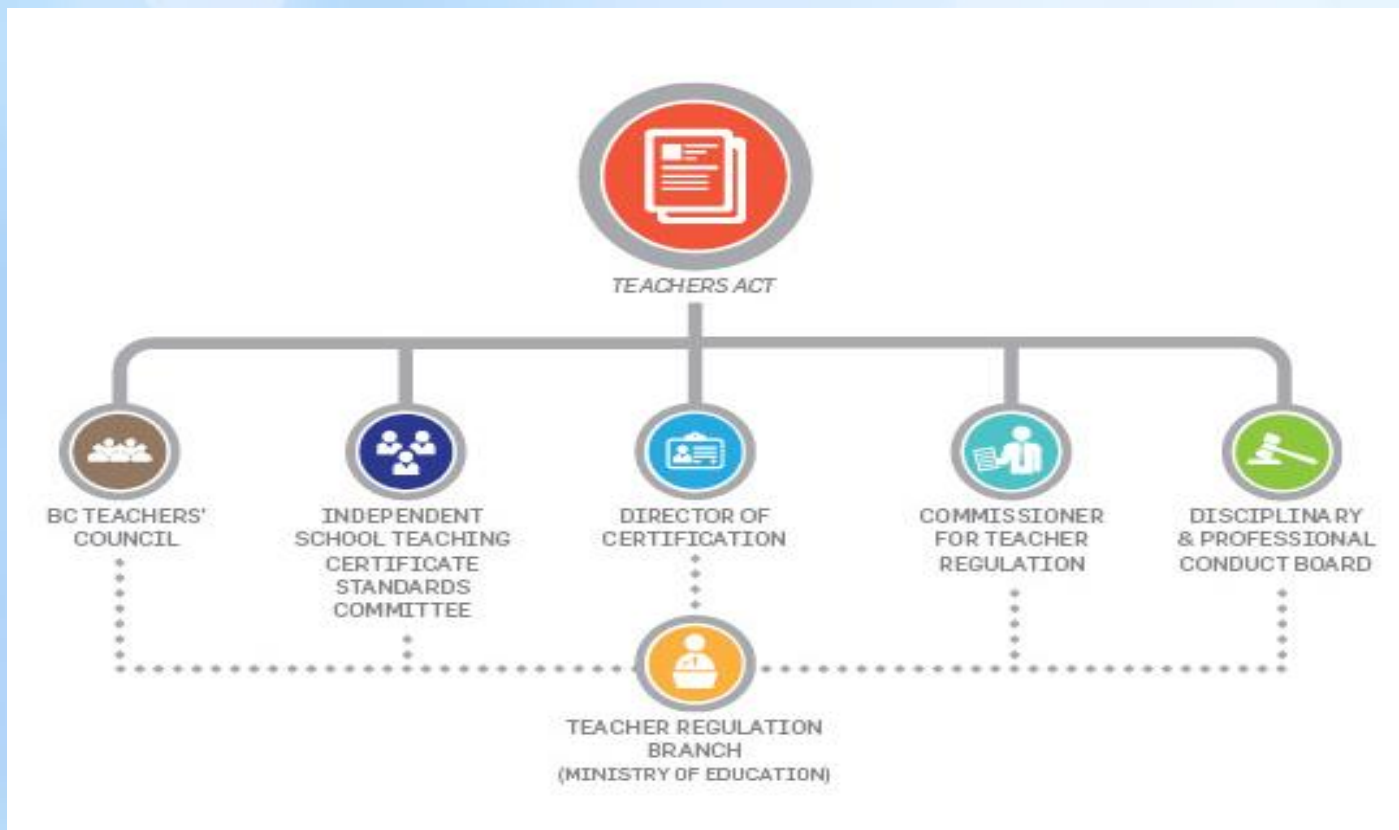 TEACHERS ACT
BC TEACHERS'
COUNCIL
INDEPENDENT
SCHOOL TEACHING
CERTIFICATE
STANDARDS
COMMITTEE
DIRECTOR OF
CERTIFICATION
COMMISSIONER
FOR TEACHER
REGULATION
DISCIPLINARY
& PROFESSIONAL
CONDUCT BOARD
TEACHER REGULATION
BRANCH
(MINISTRY OF EDUCATION)